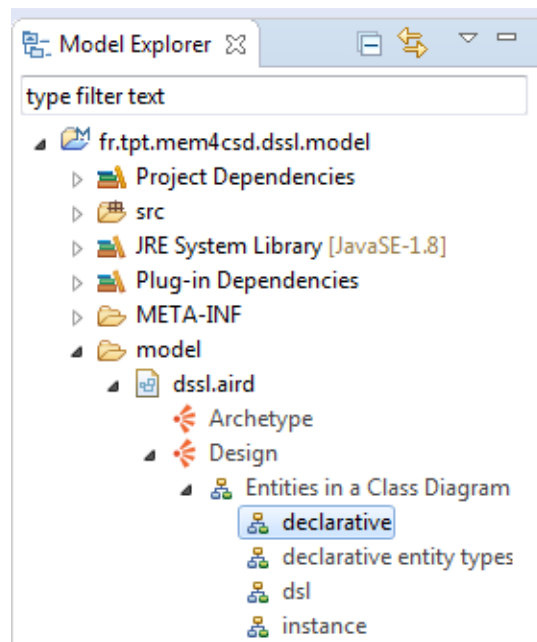 Model Explorer
type filter text
fr.tpt.mem4csd.dssl.model
Project Dependencies
src
JRE System Library [JavaSE-1.8]
Plug-in Dependencies
META-INF
model
dssl.aird
Archetype
Design
Entities in a Class Diagram
declarative
declarative entity types
dsl
instance